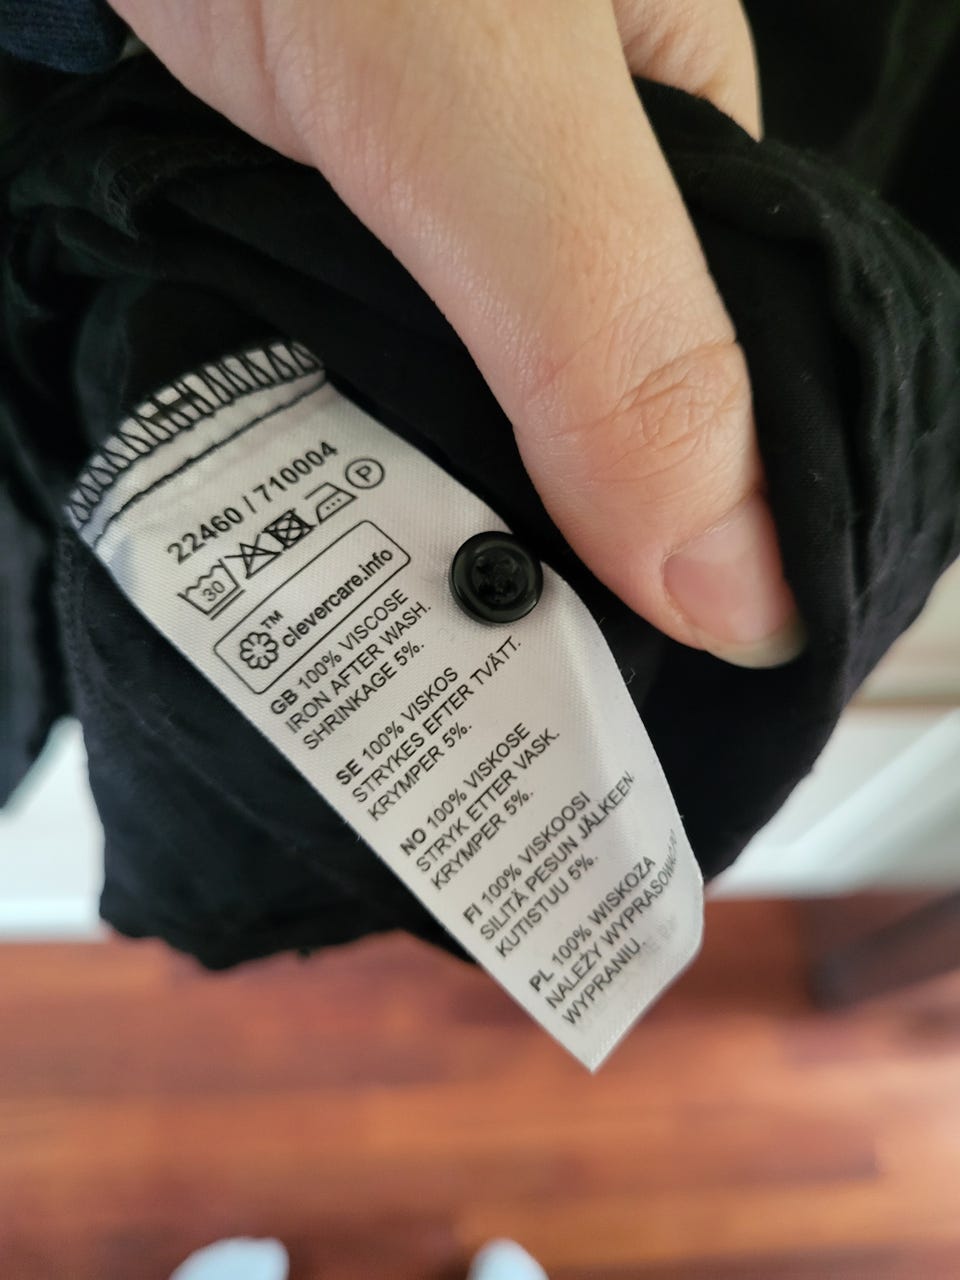 22460 / 710004
30 P
TM clevercare.info
GB 100% VISCOSE
IRON AFTER WASH.
SHRINKAGE 5%.
SE 100% VISKOS
STRYKES EFTER TVÄTT.
KRYMPER 5%.
NO 100% VISKOSE
STRYK ETTER VASK.
KRYMPER 5%.
FI 100% VISKOOSI
SILITÄ PESUN JÄLKEEN.
KUTISTUU 5%.
PL 100% WISKOZA
NALEŻY
WYPRANIU